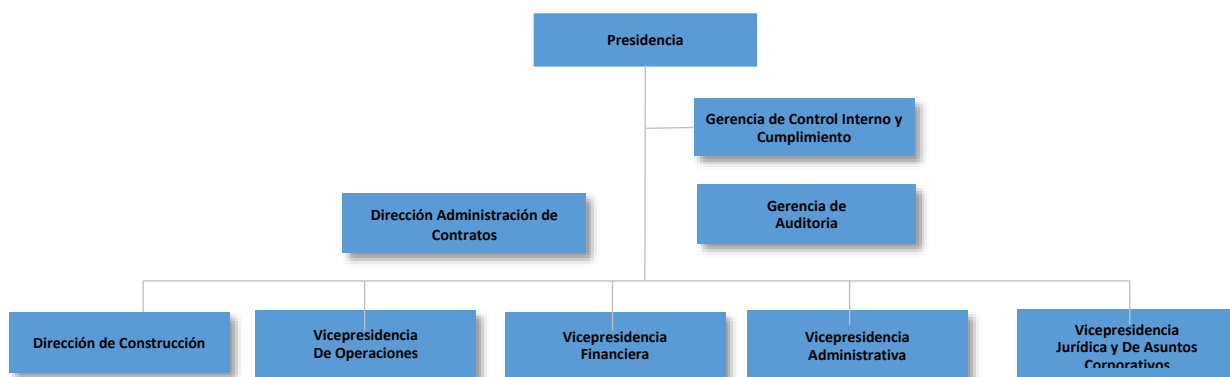 Presidencia
Gerencia de Control Interno y
Cumplimiento
Dirección Administración de
Contratos
Gerencia de
Auditoria
Dirección de Construcción
Vicepresidencia
De Operaciones
Vicepresidencia
Financiera
Vicepresidencia
Administrativa
Vicepresidencia
Jurídica y De Asuntos
Corporativos